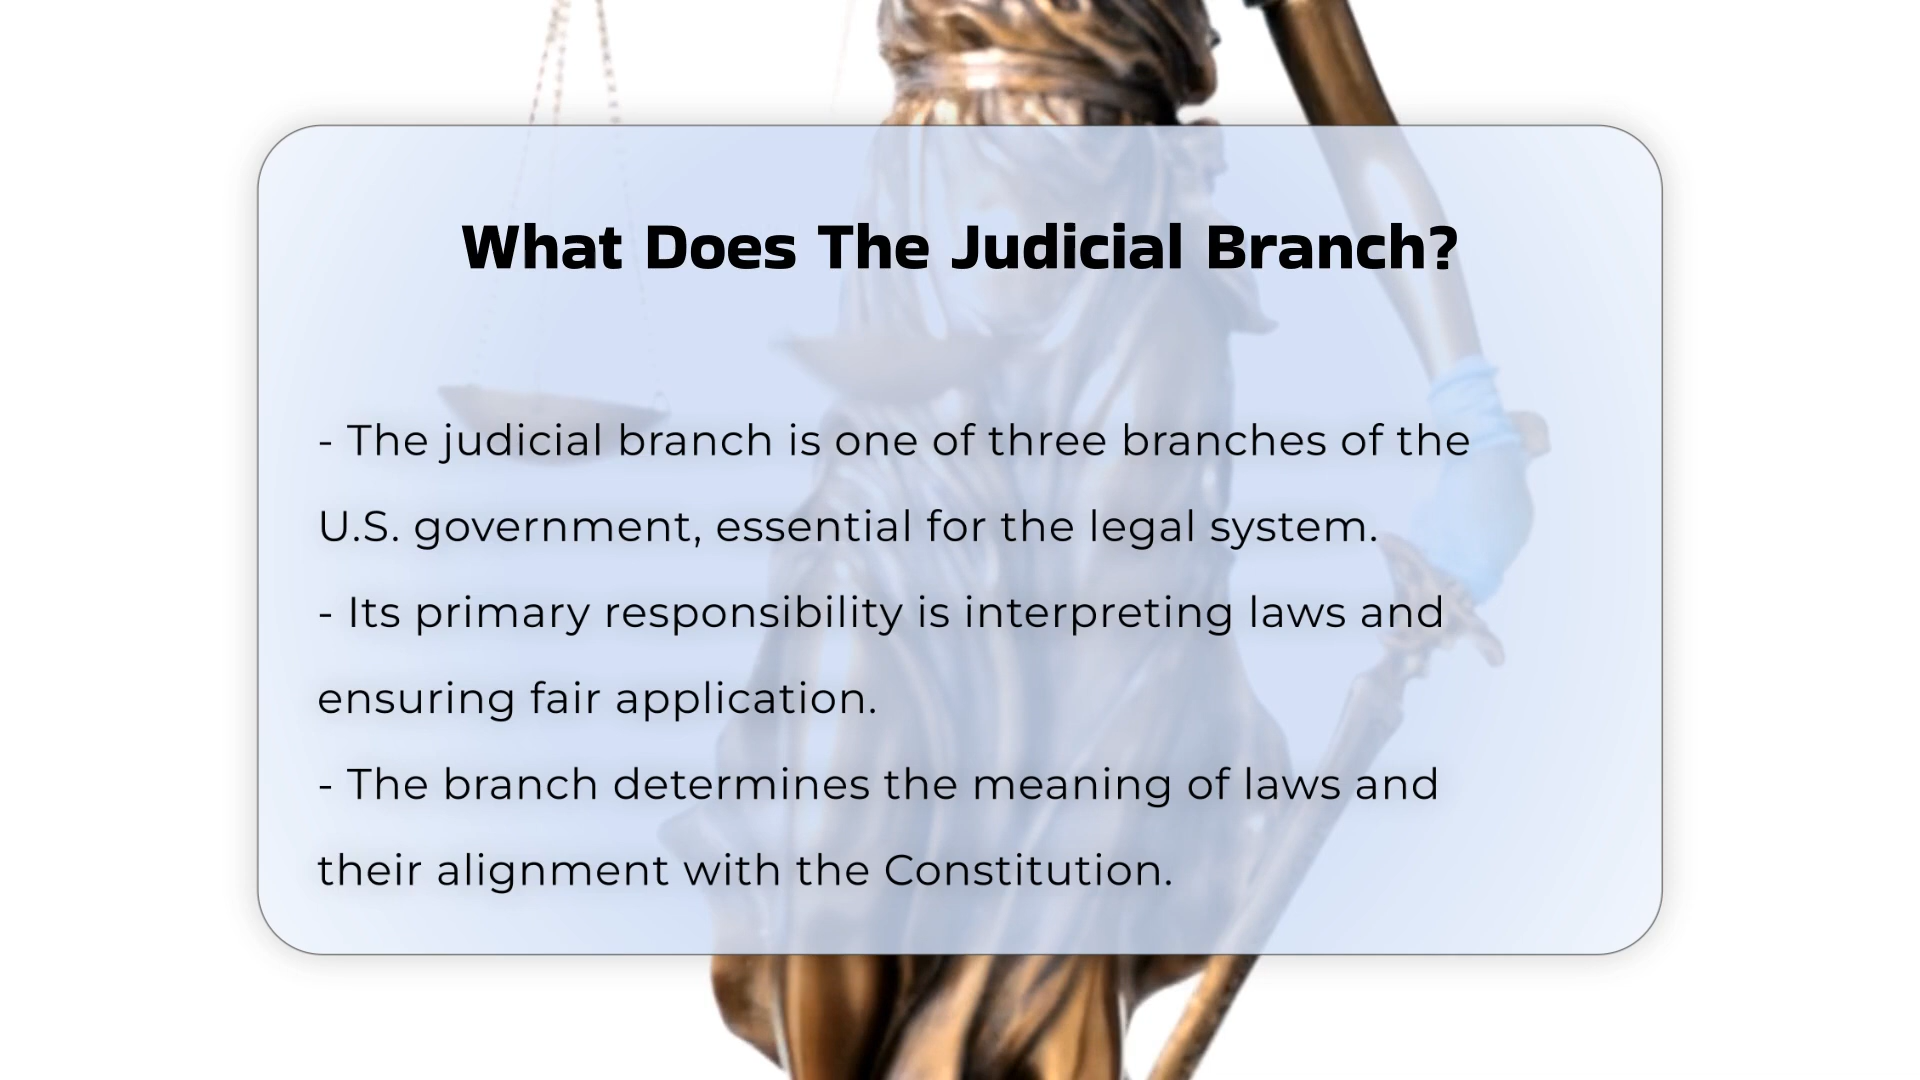 What Does The Judicial Branch?
- The judicial branch is one of three branches of the
U.S. government, essential for the legal system.
- Its primary responsibility is interpreting laws and
ensuring fair application.
- The branch determines the meaning of laws and
their alignment with the Constitution.